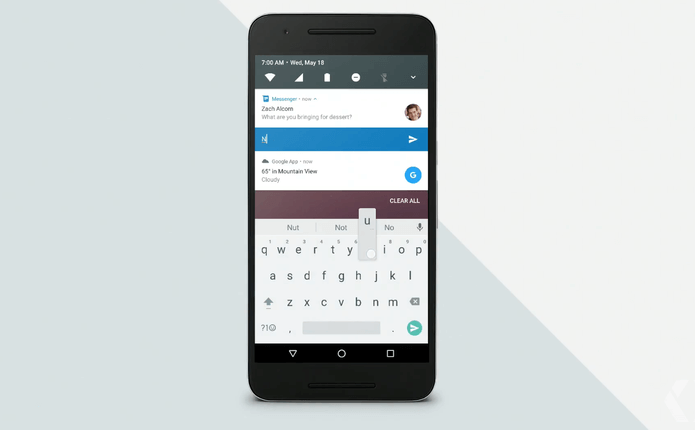 7:00 AM • Wed, May 18
Messenger • now
Zach Alcorn
What are you bringing for dessert?
N
Google App • now
65° in Mountain View
Cloudy
G
CLEAR ALL
u
Nut Not No
1 2 3 4 5 6 8 9 0
q w e r t y i o p
a s d f g h j k l
z x c v b n m
?1☺ , .